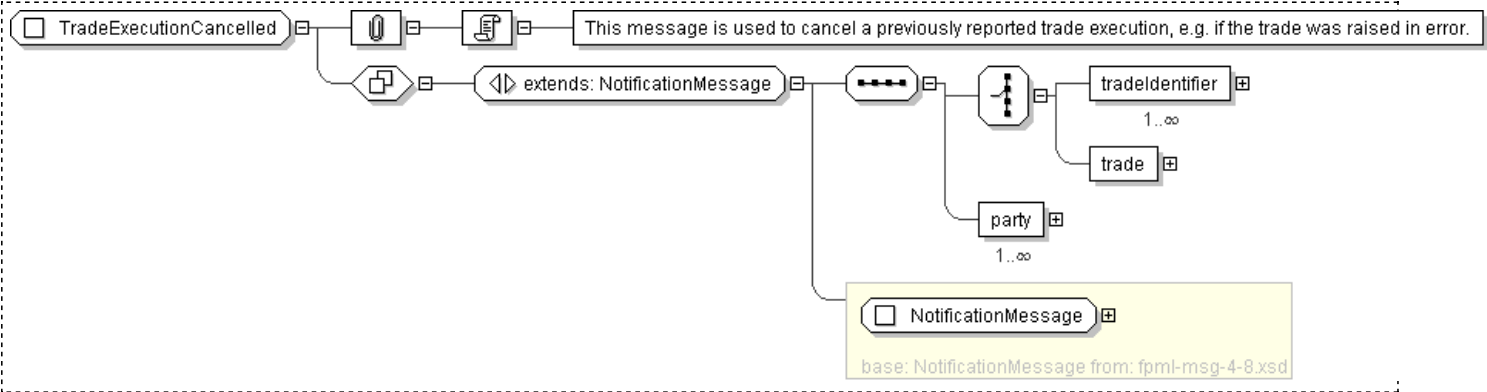 TradeExecutionCancelled
This message is used to cancel a previously reported trade execution, e.g. if the trade was raised in error.
extends: NotificationMessage
tradeIdentifier
1..∞
trade
party
1..∞
NotificationMessage
base: NotificationMessage from: fpml-msg-4-8.xsd